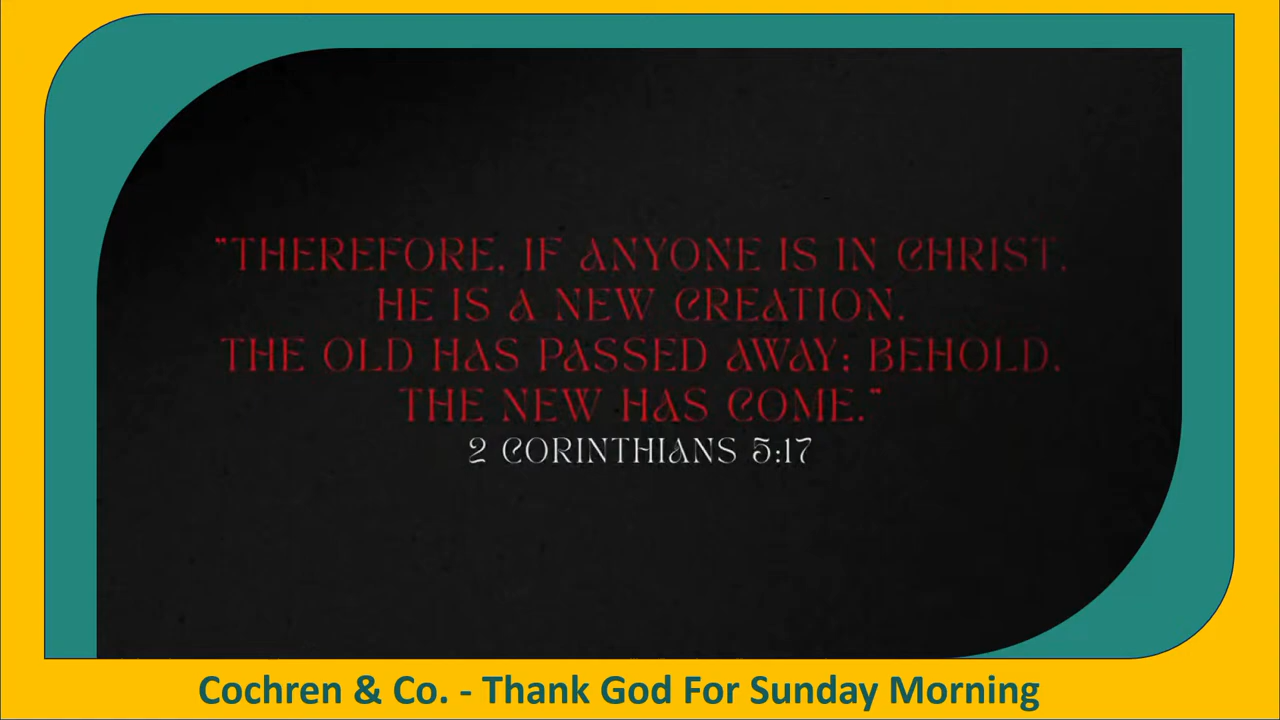 "THEREFORE, IF ANYONE IS IN CHRIST,
HE IS A NEW CREATION.
THE OLD HAS PASSED AWAY; BEHOLD,
THE NEW HAS COME."
2 CORINTHIANS 5:17
Cochren & Co. - Thank God For Sunday Morning